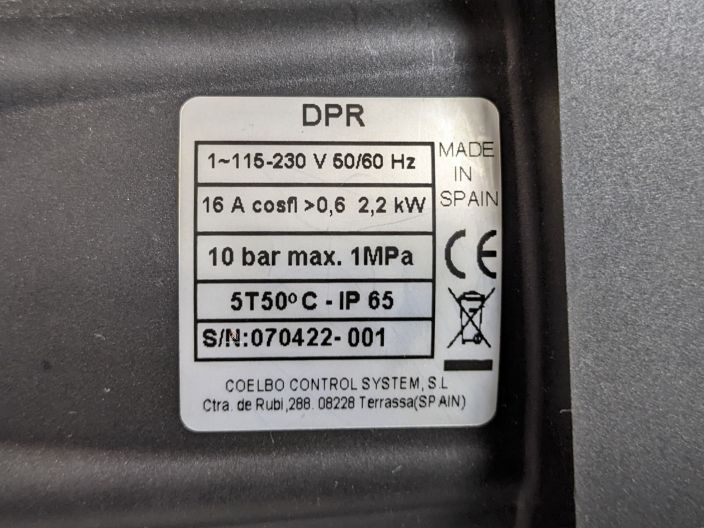 DPR
1~115-230 V 50/60 Hz
16 A cosfl >0,6 2,2 kW
10 bar max. 1MPa
5T50º C - IP 65
S/N:070422- 001
MADE
IN
SPAIN
CE
COELBO CONTROL SYSTEM, S.L
Ctra. de Rubi ,288. 08228 Terrassa(SPAIN)